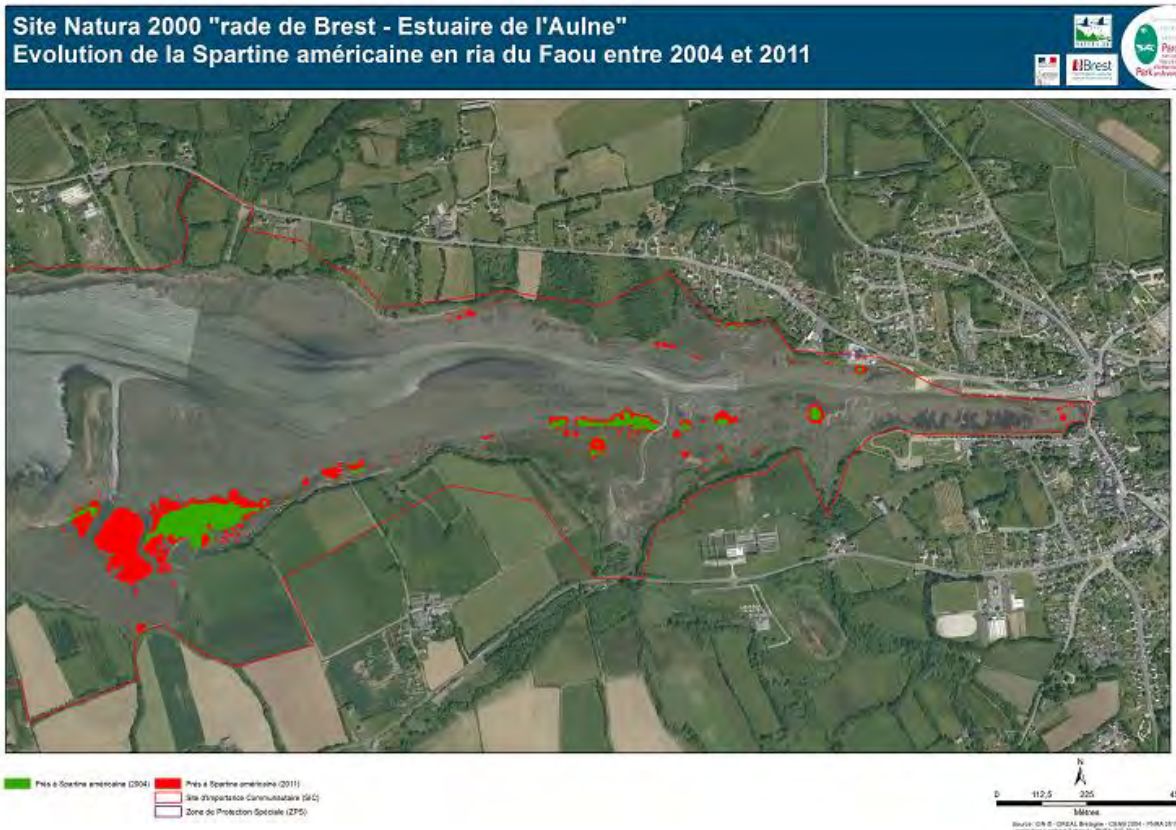 Site Natura 2000 "rade de Brest - Estuaire de l'Aulne"
Evolution de la Spartine américaine en ria du Faou entre 2004 et 2011
Brest
Prés à Spartine américaine (2004)
Prés à Spartine américaine (2011)
Site d'Importance Communautaire (SIC)
Zone de Protection Spéciale (ZPS)
N
0 112,5 225
Mètres